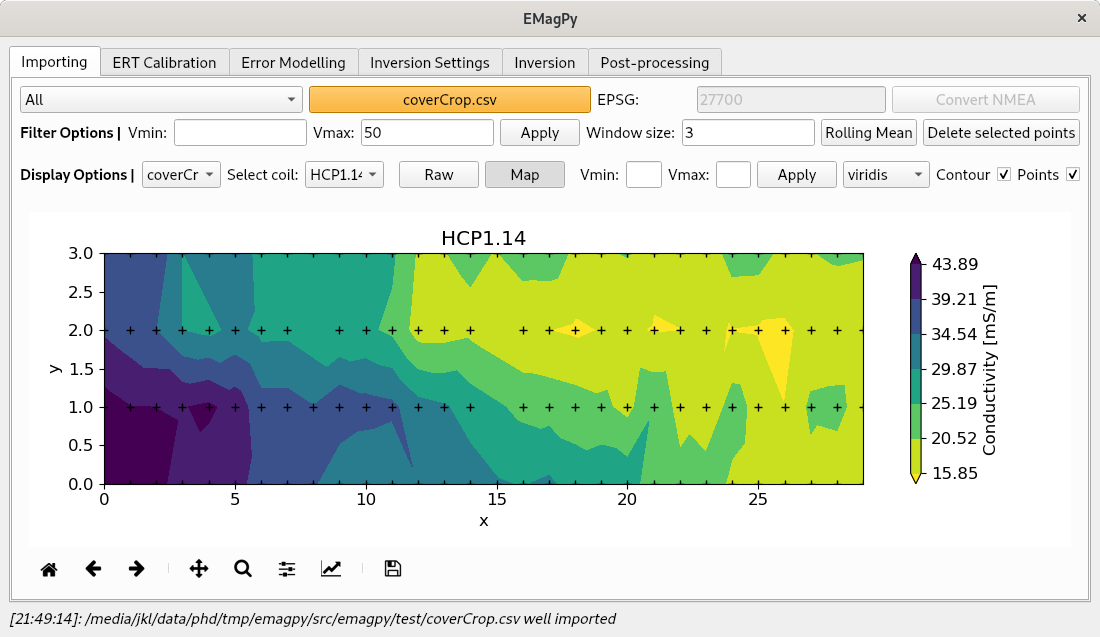 EMagPy ×
Importing ERT Calibration Error Modelling Inversion Settings Inversion Post-processing
All coverCrop.csv EPSG: 27700 Convert NMEA
Filter Options | Vmin: Vmax: 50 Apply Window size: 3 Rolling Mean Delete selected points
Display Options | coverCr Select coil: HCP1.14 Raw Map Vmin: Vmax: Apply viridis Contour Points
HCP1.14
3.0
2.5
2.0
1.5
1.0
0.5
0.0
y
0 5 10 15 20 25
x
43.89
39.21
34.54
29.87
25.19
20.52
15.85
Conductivity [mS/m]
[21:49:14]: /media/jkl/data/phd/tmp/emagpy/src/emagpy/test/coverCrop.csv well imported